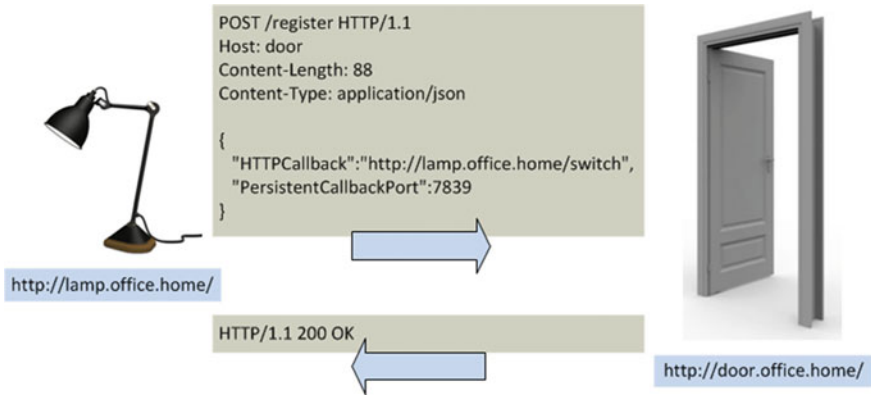 POST /register HTTP/1.1
Host: door
Content-Length: 88
Content-Type: application/json
{
"HTTPCallback":"http://lamp.office.home/switch",
"PersistentCallbackPort":7839
}
http://lamp.office.home/
HTTP/1.1 200 OK
http://door.office.home/